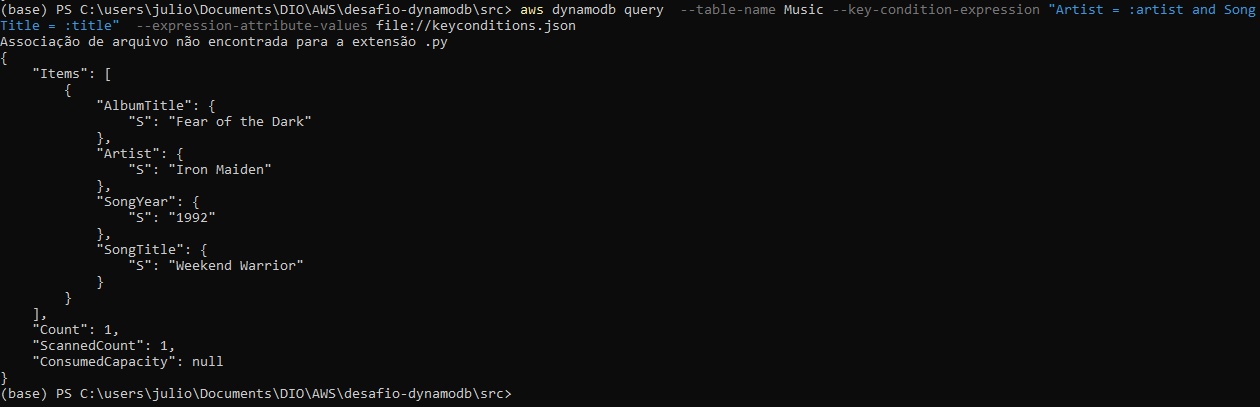 (base) PS C:\users\julio\Documents\DIO\AWS\desafio-dynamodb\src> aws dynamodb query  --table-name Music --key-condition-expression "Artist = :artist and Song
Title = :title"  --expression-attribute-values file://keyconditions.json
Associação de arquivo não encontrada para a extensão .py
{
    "Items": [
        {
            "AlbumTitle": {
                "S": "Fear of the Dark"
            },
            "Artist": {
                "S": "Iron Maiden"
            },
            "SongYear": {
                "S": "1992"
            },
            "SongTitle": {
                "S": "Weekend Warrior"
            }
        }
    ],
    "Count": 1,
    "ScannedCount": 1,
    "ConsumedCapacity": null
}
(base) PS C:\users\julio\Documents\DIO\AWS\desafio-dynamodb\src>